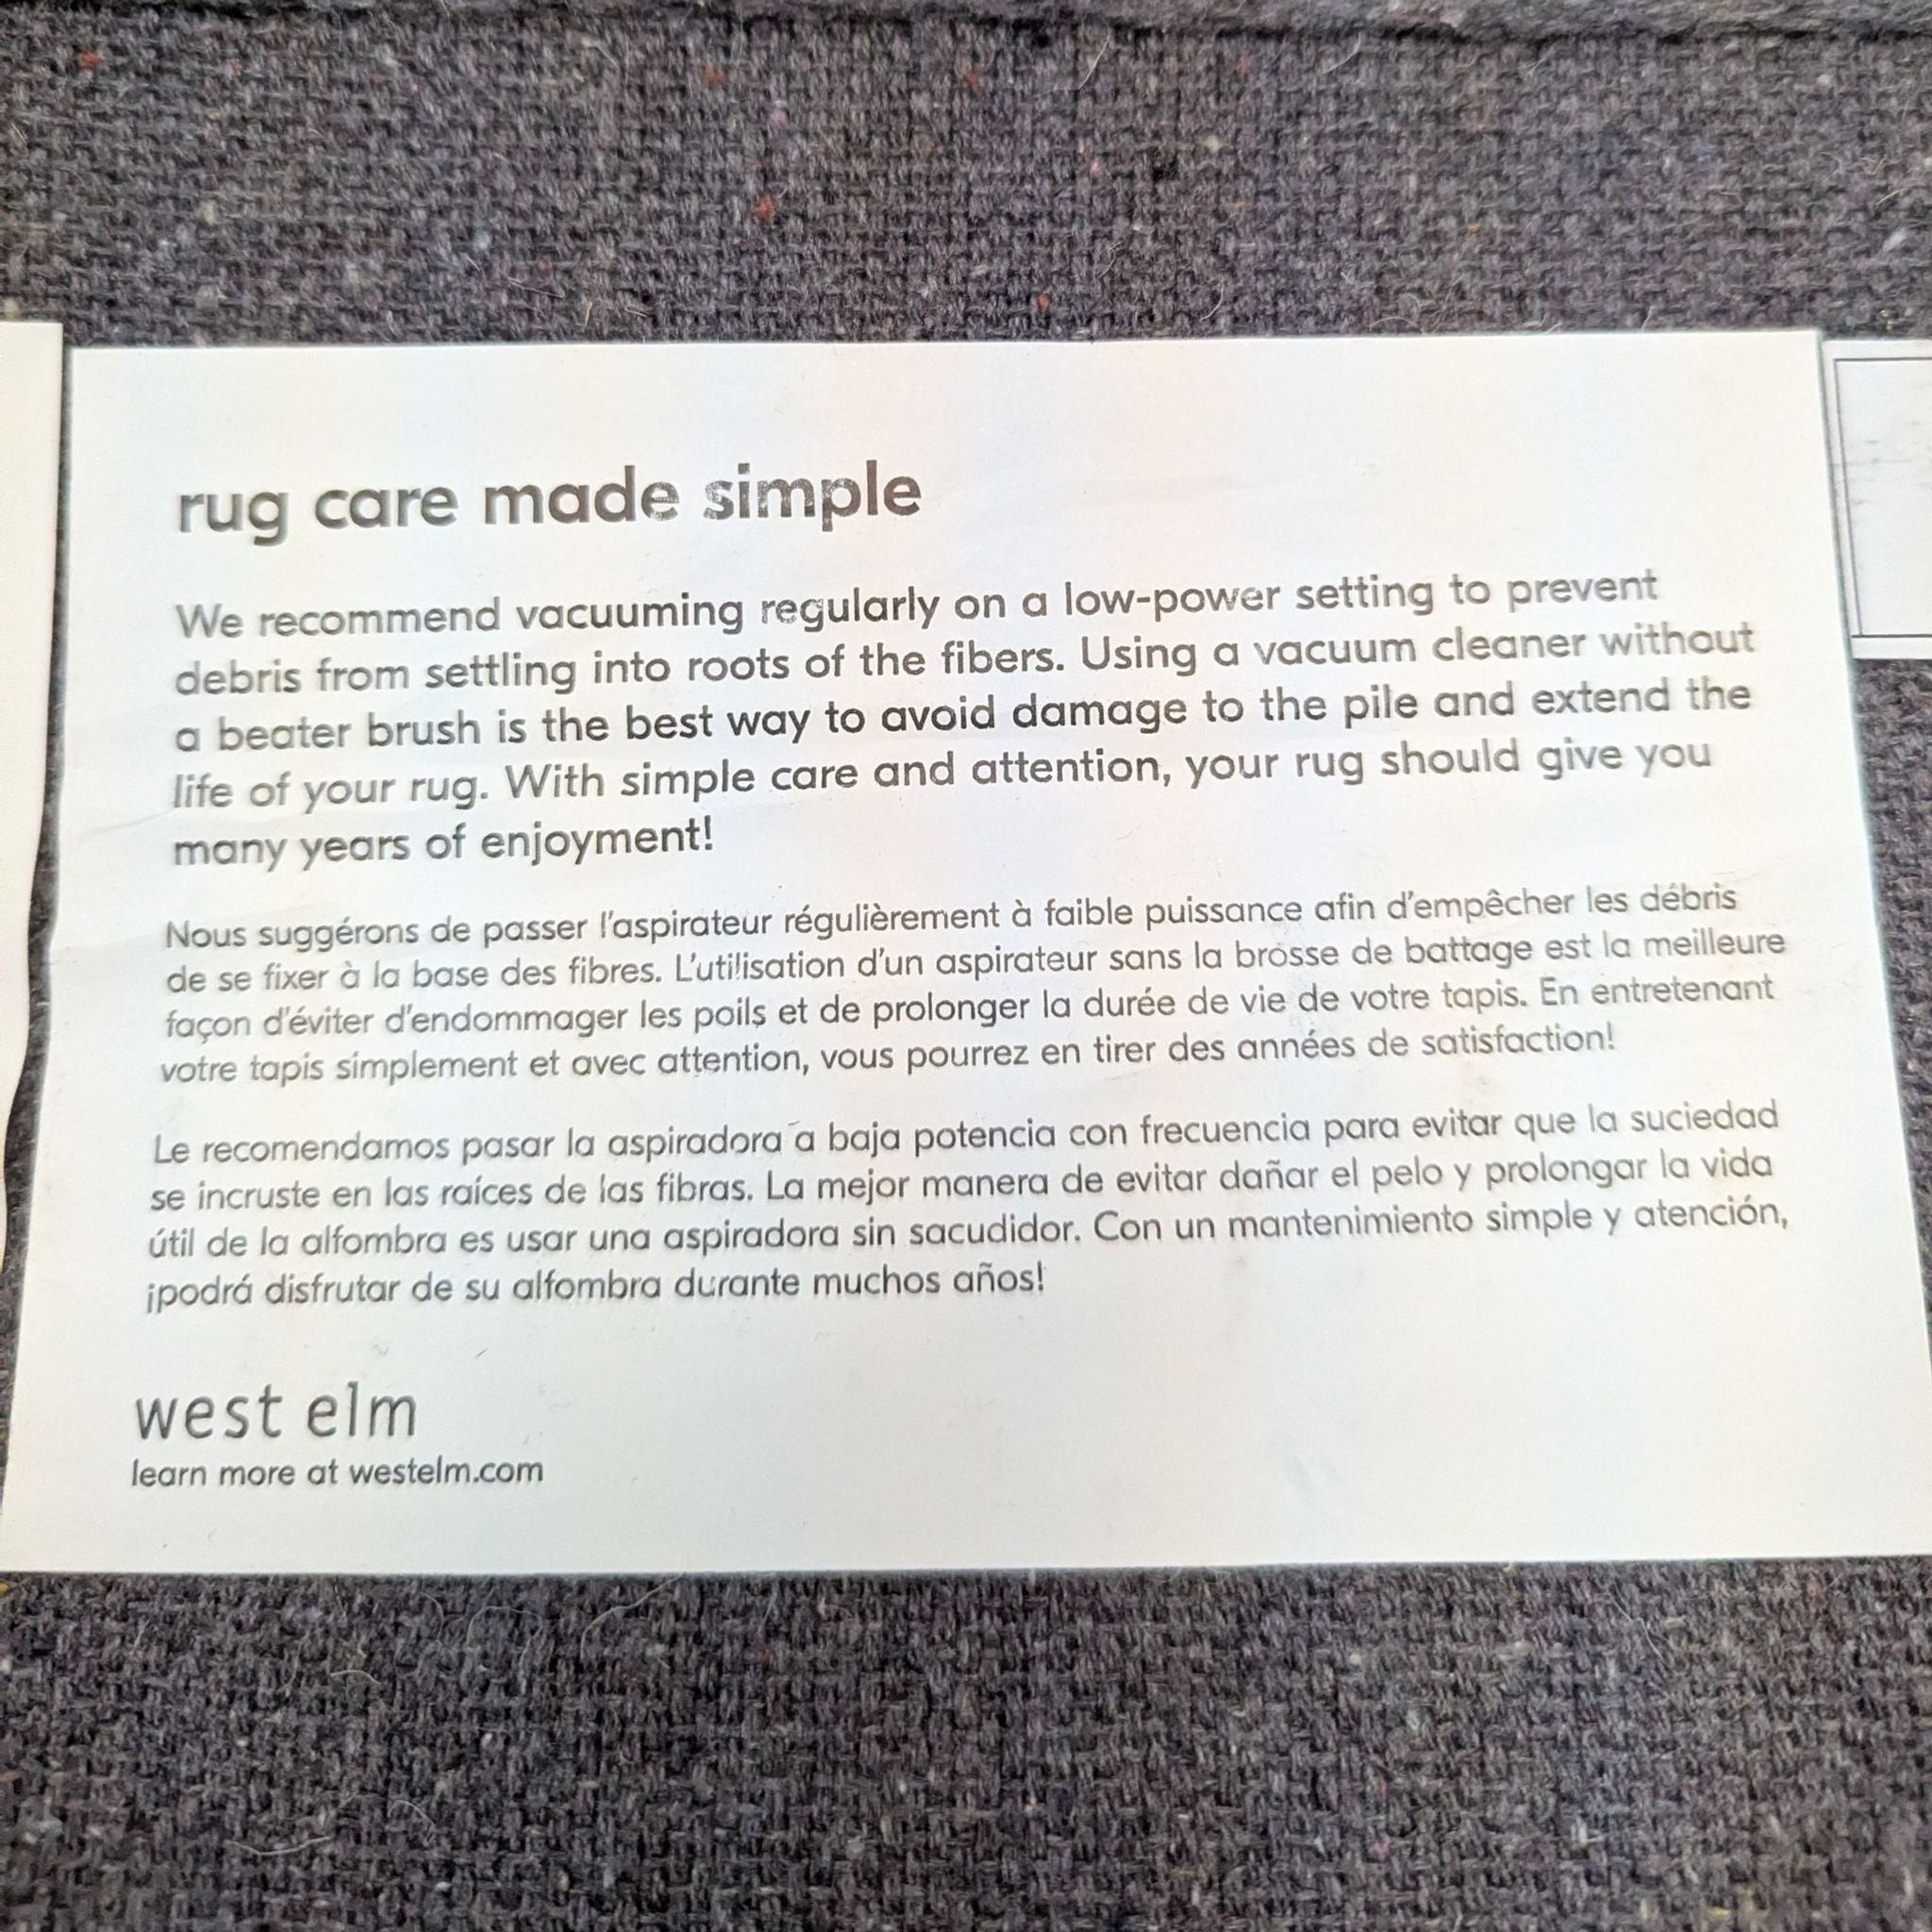 rug care made simple
We recommend vacuuming regularly on a low-power setting to prevent
debris from settling into roots of the fibers. Using a vacuum cleaner without
a beater brush is the best way to avoid damage to the pile and extend the
life of your rug. With simple care and attention, your rug should give you
many years of enjoyment!
Nous suggérons de passer l'aspirateur régulièrement à faible puissance afin d'empêcher les débris
de se fixer à la base des fibres. L'utilisation d'un aspirateur sans la brosse de battage est la meilleure
façon d'éviter d'endommager les poils et de prolonger la durée de vie de votre tapis. En entretenant
votre tapis simplement et avec attention, vous pourrez en tirer des années de satisfaction!
Le recomendamos pasar la aspiradora a baja potencia con frecuencia para evitar que la suciedad
se incruste en las raíces de las fibras. La mejor manera de evitar dañar el pelo y prolongar la vida
útil de la alfombra es usar una aspiradora sin sacudidor. Con un mantenimiento simple y atención,
¡podrá disfrutar de su alfombra durante muchos años!
west elm
learn more at westelm.com